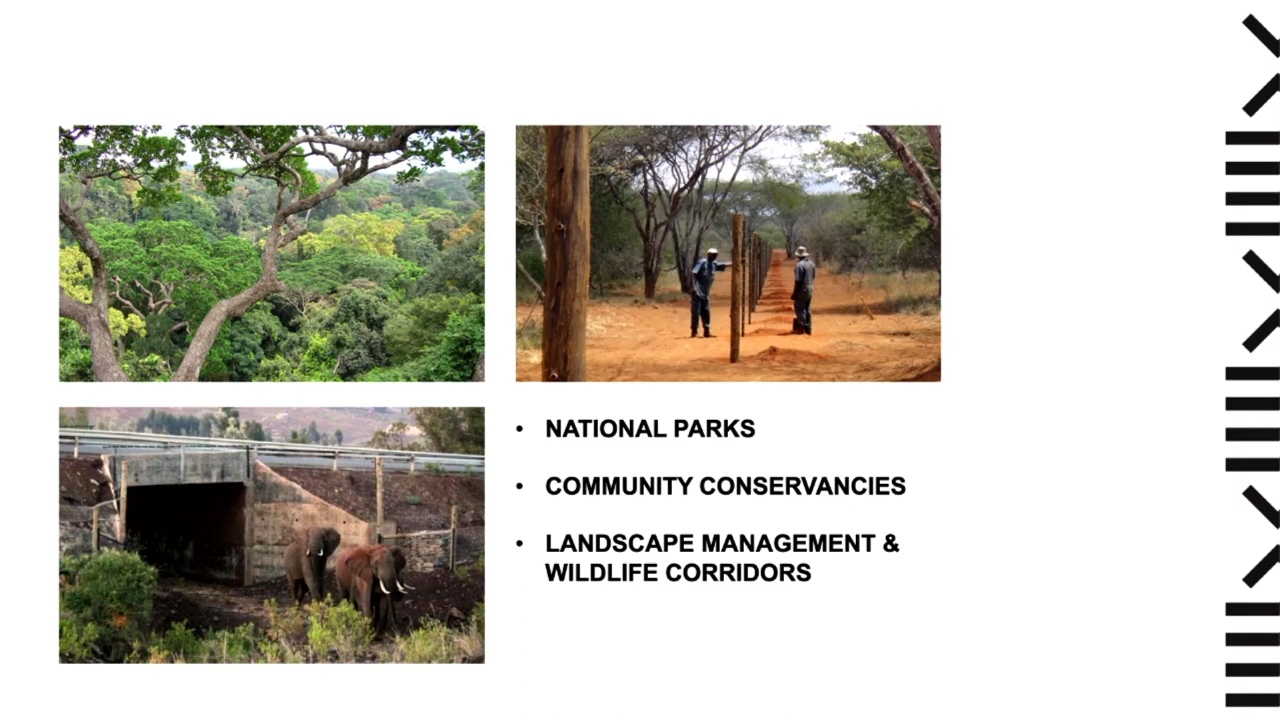 • NATIONAL PARKS
• COMMUNITY CONSERVANCIES
• LANDSCAPE MANAGEMENT &
WILDLIFE CORRIDORS